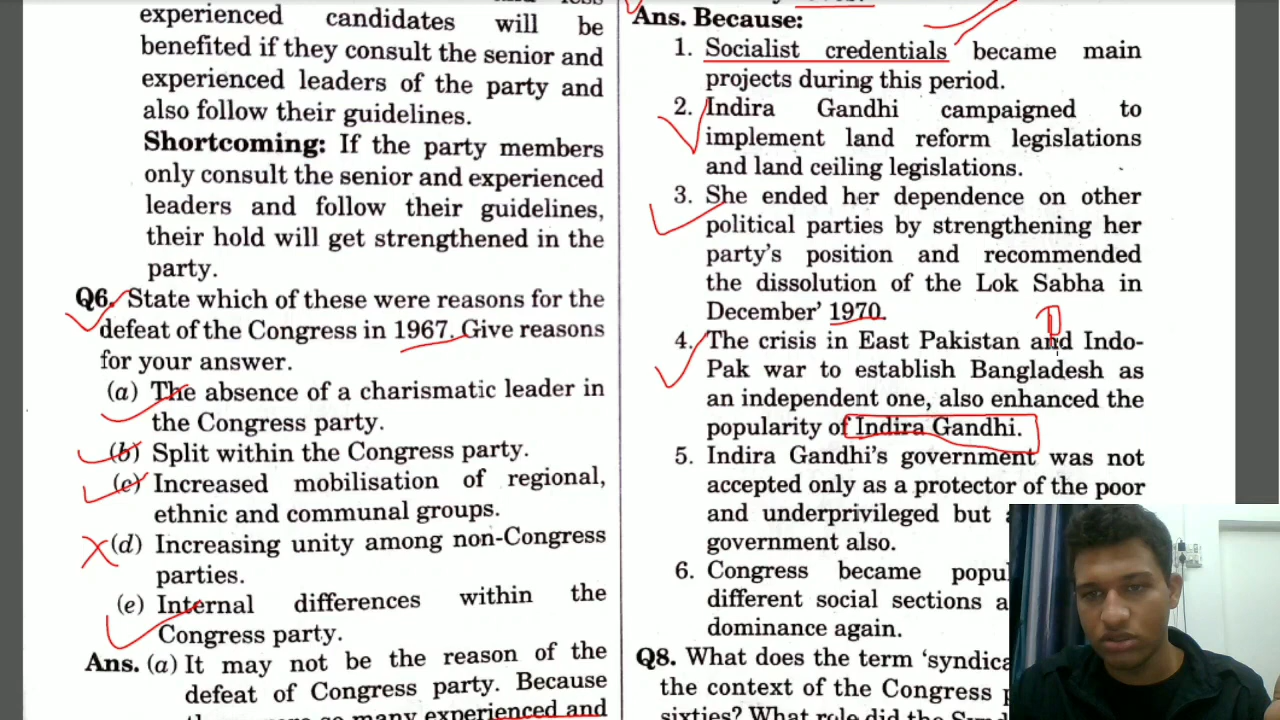 experienced candidates will be
benefited if they consult the senior and
experienced leaders of the party and
also follow their guidelines.
Shortcoming: If the party members
only consult the senior and experienced
leaders and follow their guidelines,
their hold will get strengthened in the
party.
Q6. State which of these were reasons for the
defeat of the Congress in 1967. Give reasons
for your answer.
(a) The absence of a charismatic leader in
the Congress party.
(b) Split within the Congress party.
(c) Increased mobilisation of regional,
ethnic and communal groups.
(d) Increasing unity among non-Congress
parties.
(e) Internal differences within the
Congress party.
Ans. (a) It may not be the reason of the
defeat of Congress party. Because
many experienced and
Ans. Because:
1. Socialist credentials became main
projects during this period.
2. Indira Gandhi campaigned to
implement land reform legislations
and land ceiling legislations.
3. She ended her dependence on other
political parties by strengthening her
party's position and recommended
the dissolution of the Lok Sabha in
December' 1970.
4. The crisis in East Pakistan and Indo-
Pak war to establish Bangladesh as
an independent one, also enhanced the
popularity of Indira Gandhi.
5. Indira Gandhi's government was not
accepted only as a protector of the poor
and underprivileged but
government also.
6. Congress became
different social sections
dominance again.
Q8. What does the term
the context of the Congress
sixties? What role did the